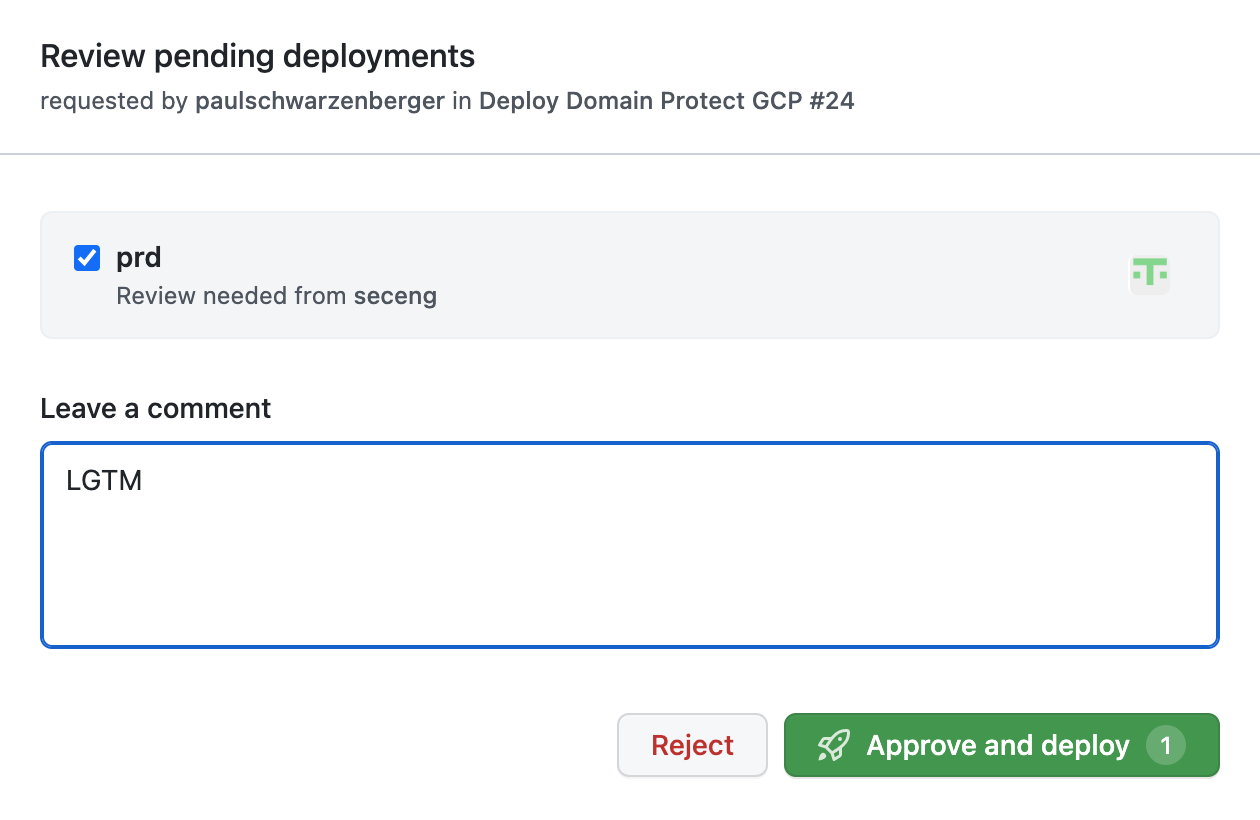 Review pending deployments
requested by paulschwarzenberger in Deploy Domain Protect GCP #24
prd
Review needed from seceng
Leave a comment
LGTM
Reject
Approve and deploy 1